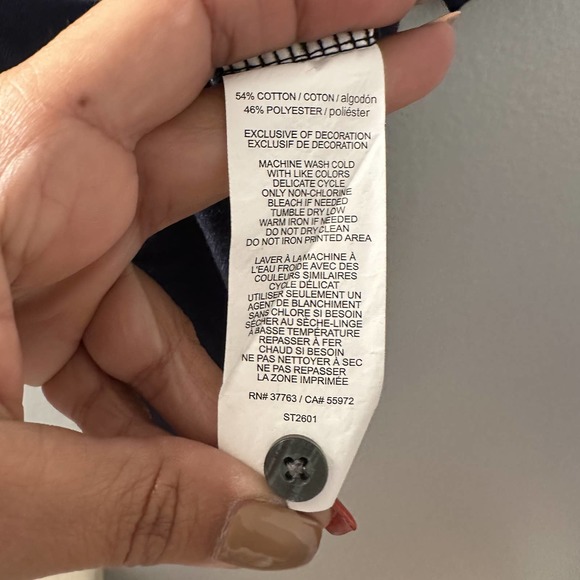 54% COTTON / COTON / algodón
46% POLYESTER / poliéster
EXCLUSIVE OF DECORATION
EXCLUSIF DE DECORATION
MACHINE WASH COLD
WITH LIKE COLORS
DELICATE CYCLE
ONLY NON-CHLORINE
BLEACH IF NEEDED
TUMBLE DRY LOW
WARM IRON IF NEEDED
DO NOT DRY CLEAN
DO NOT IRON PRINTED AREA
LAVER À LA MACHINE À
L'EAU FROIDE AVEC DES
COULEURS SIMILAIRES
CYCLE DÉLICAT
UTILISER SEULEMENT UN
AGENT DE BLANCHIMENT
SANS CHLORE SI BESOIN
SÉCHER AU SÈCHE-LINGE
À BASSE TEMPÉRATURE
REPASSER À FER
CHAUD SI BESOIN
NE PAS NETTOYER À SEC
NE PAS REPASSER
LA ZONE IMPRIMÉE
RN# 37763 / CA# 55972
ST2601